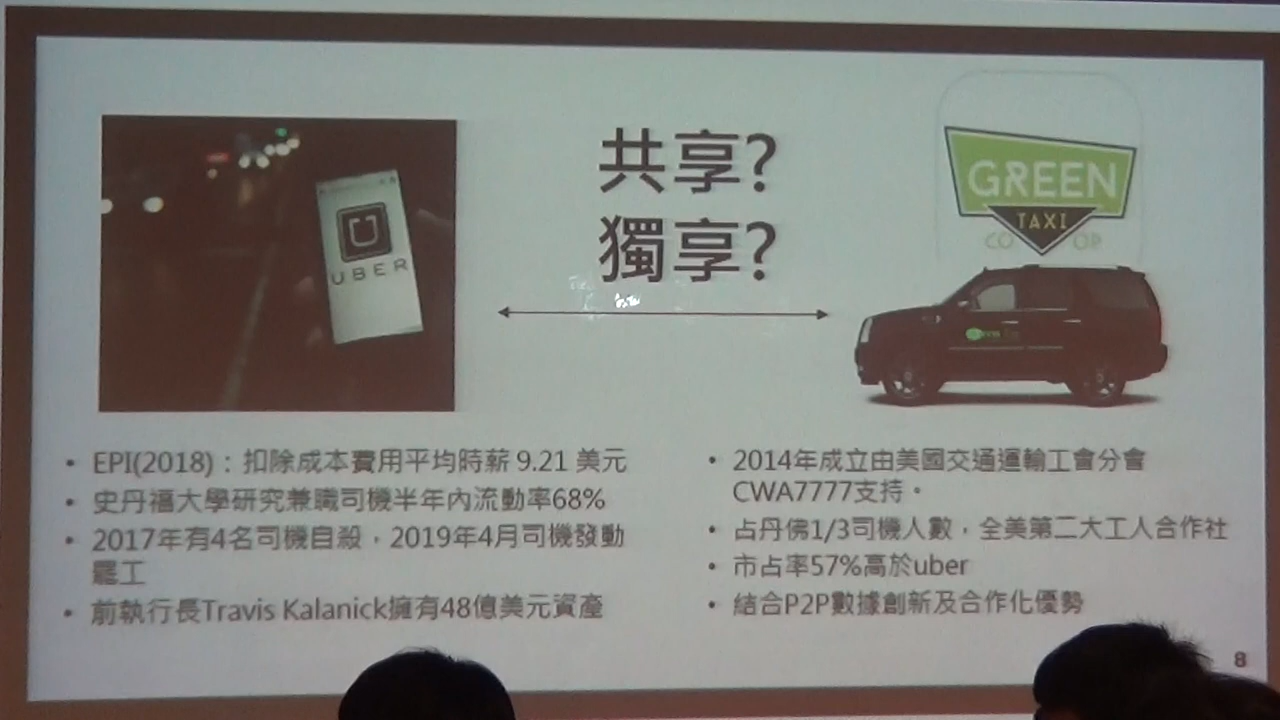 共享?
獨享?
UBER
GREEN
TAXI
CO OP
• EPI(2018)：扣除成本費用平均時薪 9.21 美元
• 史丹福大學研究兼職司機半年內流動率68%
• 2017年有4名司機自殺，2019年4月司機發動
罷工
• 前執行長Travis Kalanick擁有48億美元資產
• 2014年成立由美國交通運輸工會分會
CWA7777支持。
• 占丹佛1/3司機人數，全美第二大工人合作社
• 市占率57%高於uber
• 結合P2P數據創新及合作化優勢
8